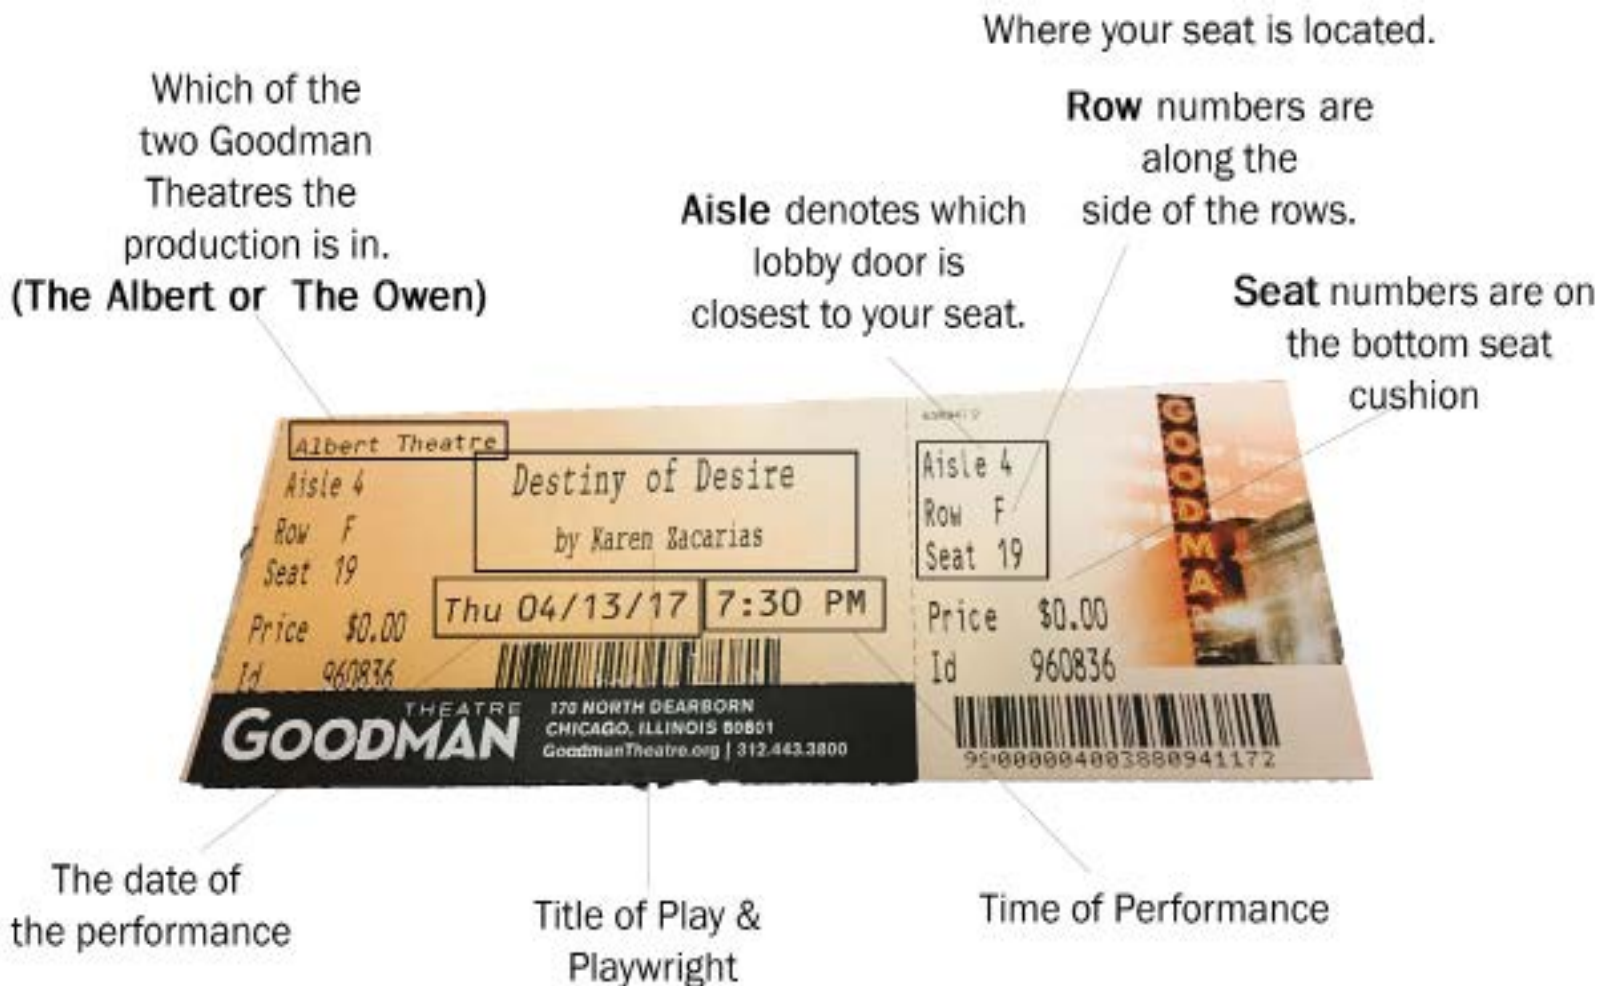 Where your seat is located.
Which of the
two Goodman
Theatres the
production is in.
(The Albert or The Owen)
Aisle denotes which
lobby door is
closest to your seat.
Row numbers are
along the
side of the rows.
Seat numbers are on
the bottom seat
cushion
Albert Theatre
Aisle 4
Row F
Seat 19
Price $0.00
Id 960836
Destiny of Desire
by Karen Zacarias
Thu 04/13/17 7:30 PM
THEATRE
GOODMAN
170 NORTH DEARBORN
CHICAGO, ILLINOIS 60601
GoodmanTheatre.org | 312.443.3800
Aisle 4
Row F
Seat 19
Price $0.00
Id 960836
GOODMAN
The date of
the performance
Title of Play &
Playwright
Time of Performance